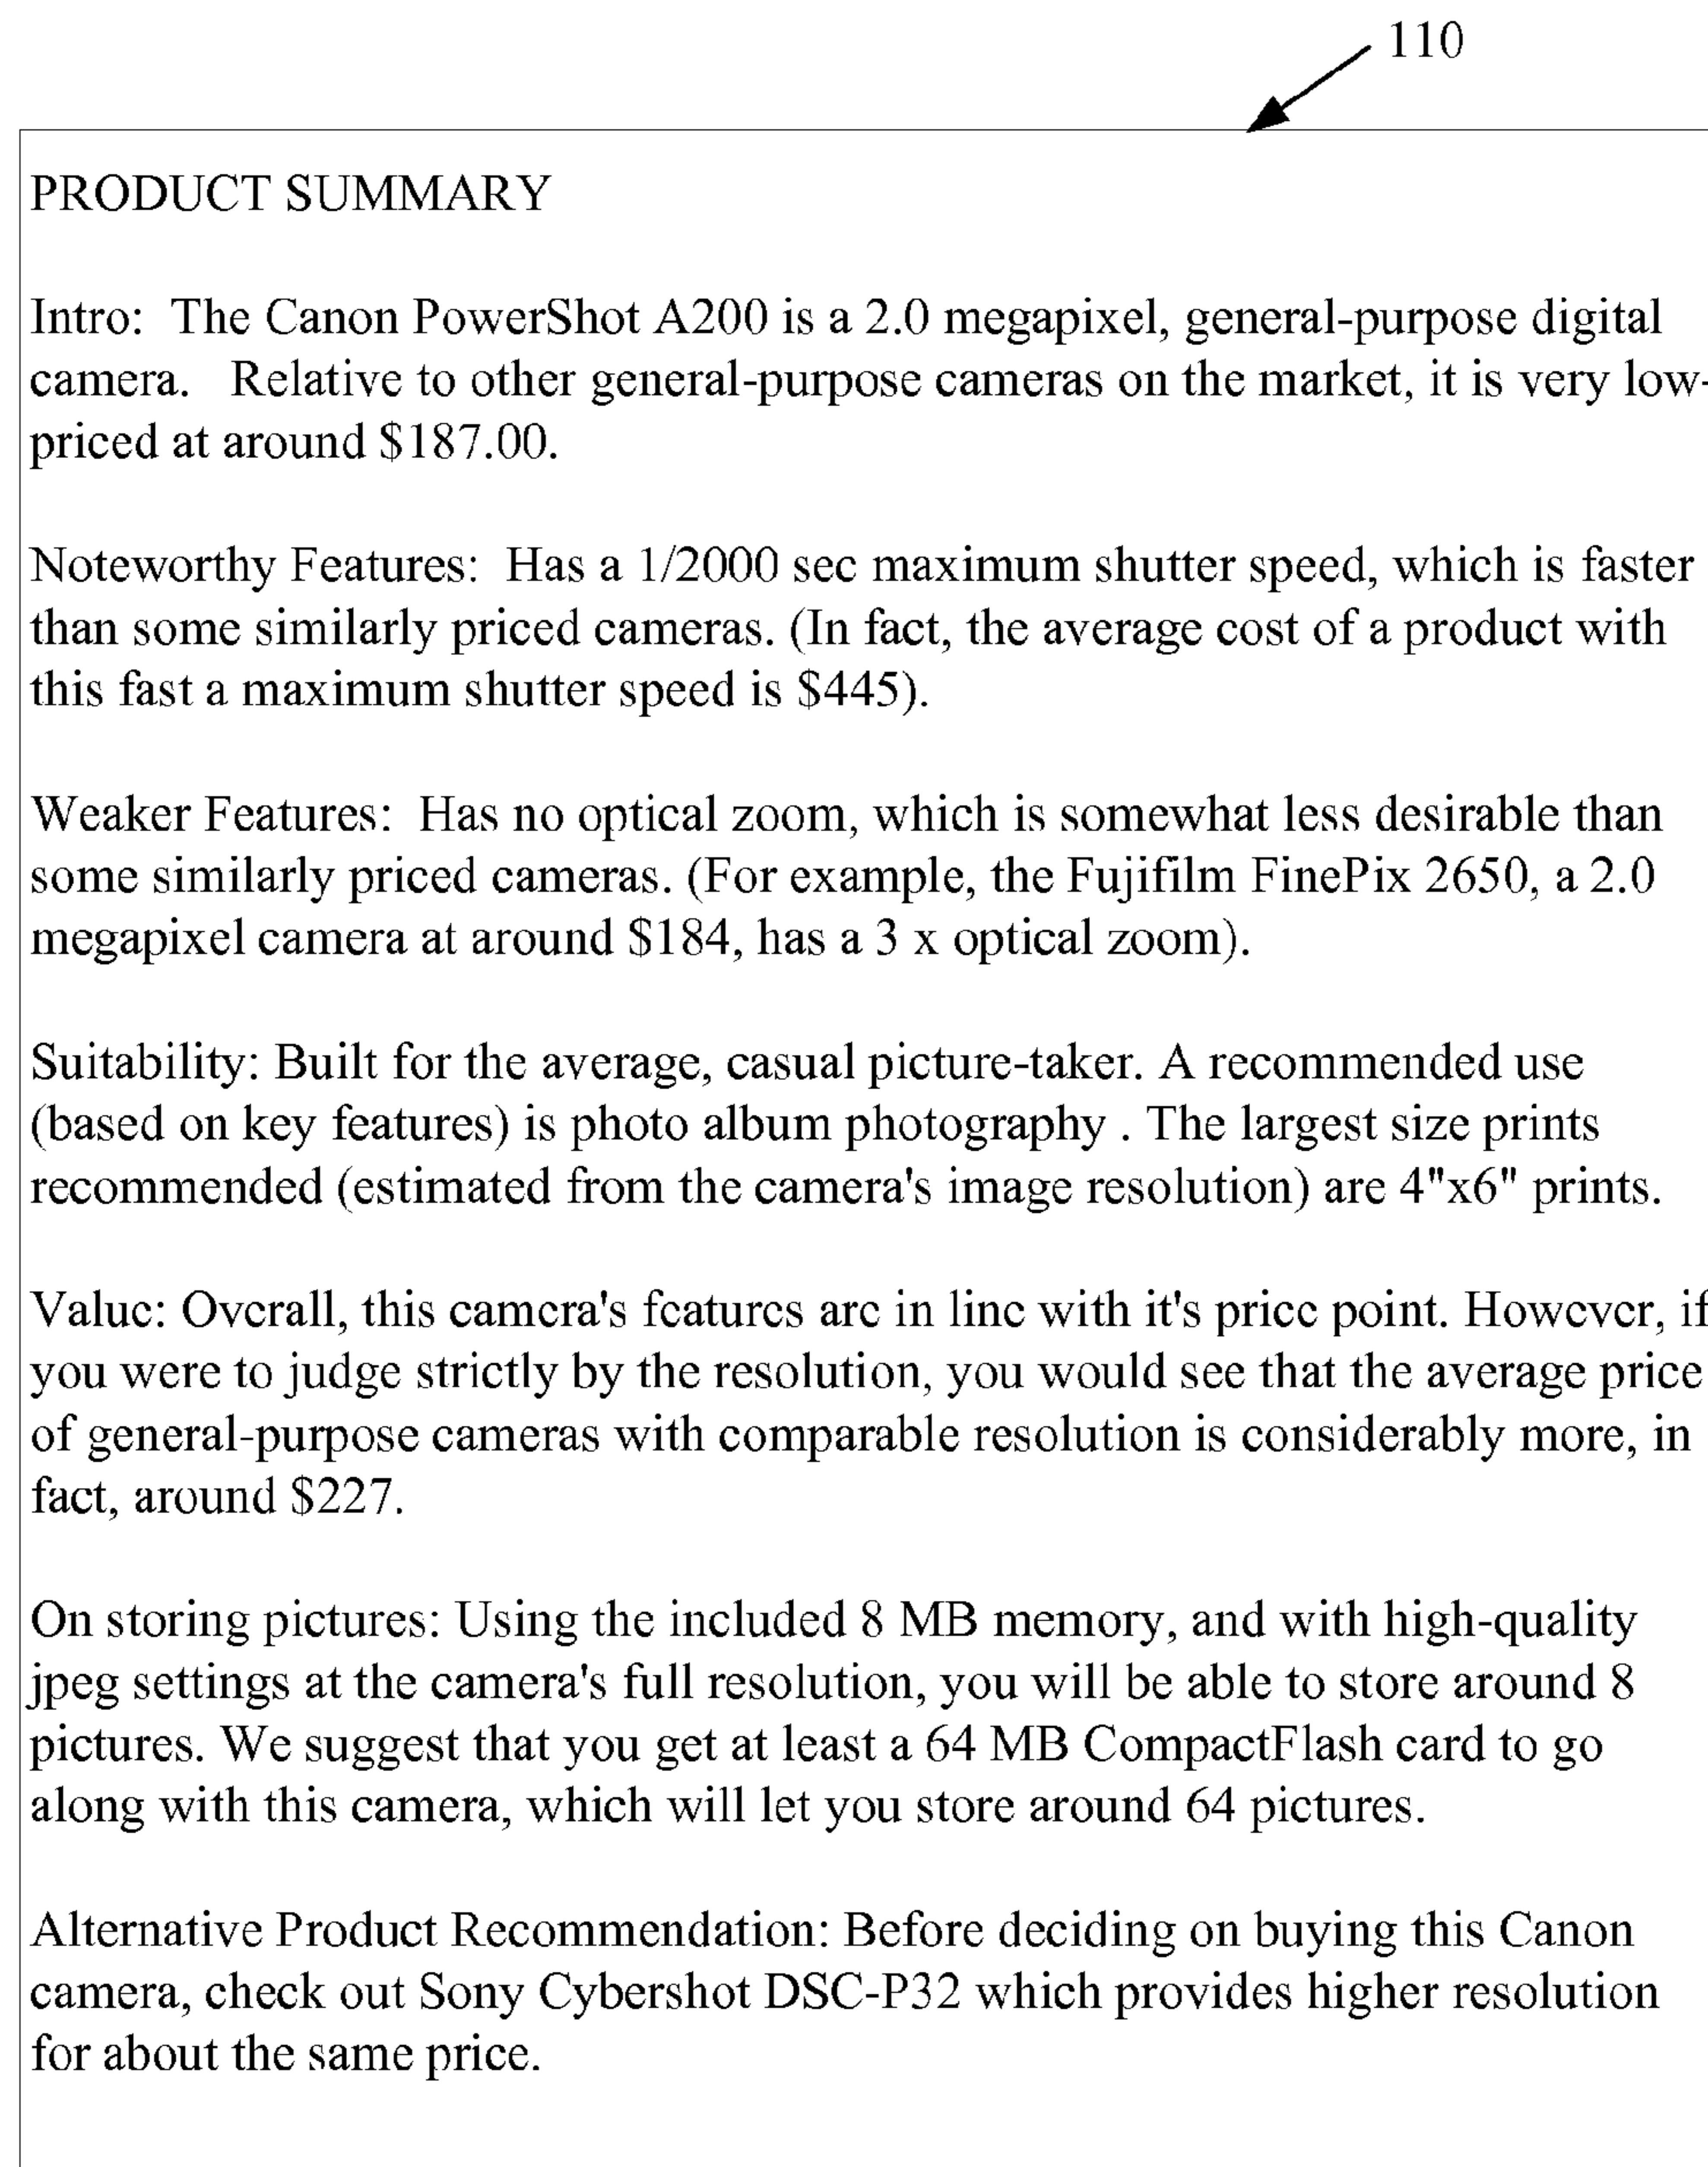 110
PRODUCT SUMMARY
Intro:  The Canon PowerShot A200 is a 2.0 megapixel, general-purpose digital
camera.   Relative to other general-purpose cameras on the market, it is very low-
priced at around $187.00.
Noteworthy Features:  Has a 1/2000 sec maximum shutter speed, which is faster
than some similarly priced cameras. (In fact, the average cost of a product with
this fast a maximum shutter speed is $445).
Weaker Features:  Has no optical zoom, which is somewhat less desirable than
some similarly priced cameras. (For example, the Fujifilm FinePix 2650, a 2.0
megapixel camera at around $184, has a 3 x optical zoom).
Suitability: Built for the average, casual picture-taker. A recommended use
(based on key features) is photo album photography . The largest size prints
recommended (estimated from the camera's image resolution) are 4"x6" prints.
Value: Overall, this camera's features are in line with it's price point. However, if
you were to judge strictly by the resolution, you would see that the average price
of general-purpose cameras with comparable resolution is considerably more, in
fact, around $227.
On storing pictures: Using the included 8 MB memory, and with high-quality
jpeg settings at the camera's full resolution, you will be able to store around 8
pictures. We suggest that you get at least a 64 MB CompactFlash card to go
along with this camera, which will let you store around 64 pictures.
Alternative Product Recommendation: Before deciding on buying this Canon
camera, check out Sony Cybershot DSC-P32 which provides higher resolution
for about the same price.